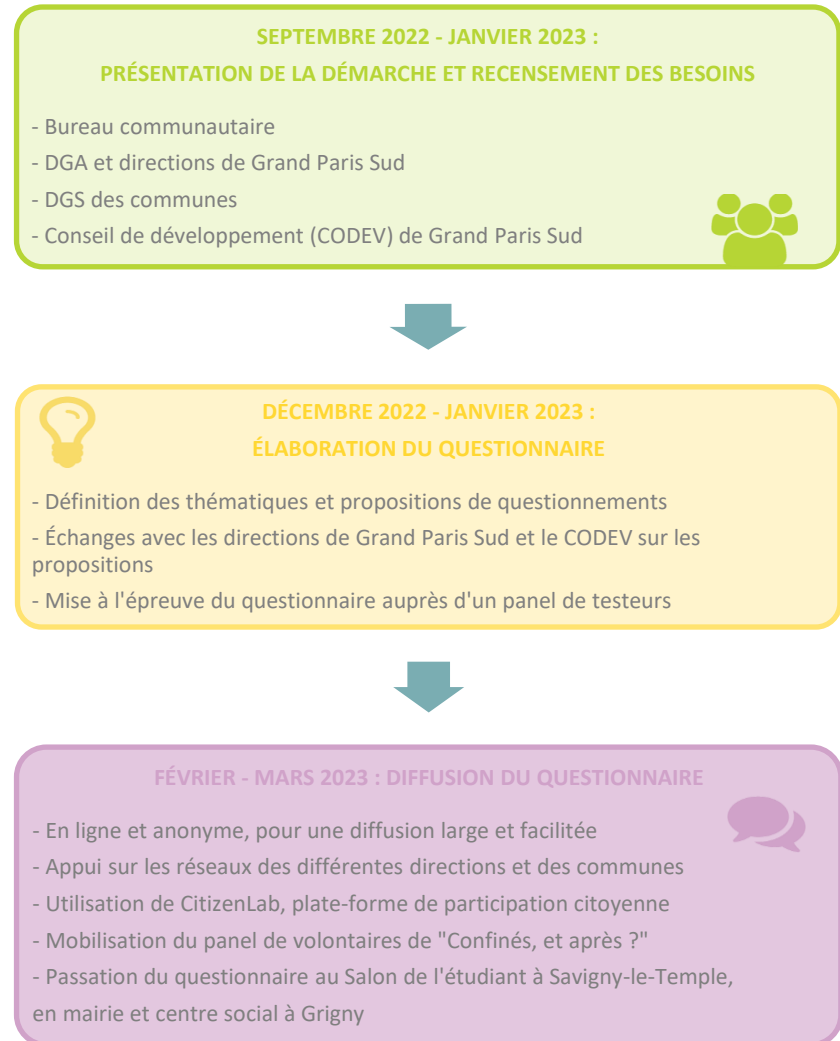 SEPTEMBRE 2022 - JANVIER 2023 :
PRÉSENTATION DE LA DÉMARCHE ET RECENSEMENT DES BESOINS
- Bureau communautaire
- DGA et directions de Grand Paris Sud
- DGS des communes
- Conseil de développement (CODEV) de Grand Paris Sud
DÉCEMBRE 2022 - JANVIER 2023 :
ÉLABORATION DU QUESTIONNAIRE
- Définition des thématiques et propositions de questionnements
- Échanges avec les directions de Grand Paris Sud et le CODEV sur les
propositions
- Mise à l'épreuve du questionnaire auprès d'un panel de testeurs
FÉVRIER - MARS 2023 : DIFFUSION DU QUESTIONNAIRE
- En ligne et anonyme, pour une diffusion large et facilitée
- Appui sur les réseaux des différentes directions et des communes
- Utilisation de CitizenLab, plate-forme de participation citoyenne
- Mobilisation du panel de volontaires de "Confinés, et après ?"
- Passation du questionnaire au Salon de l'étudiant à Savigny-le-Temple,
en mairie et centre social à Grigny